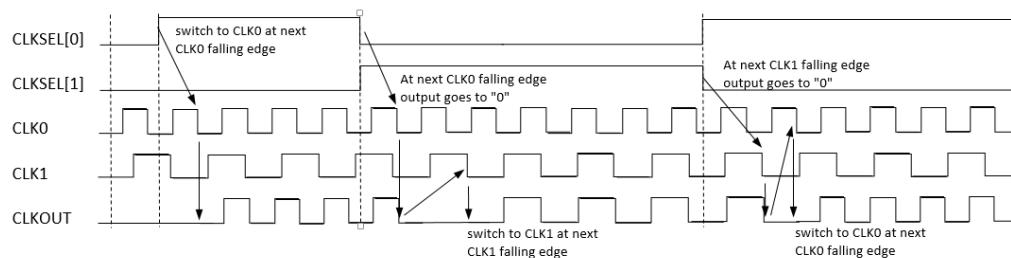 CLKSEL[0]
switch to CLK0 at next
CLK0 falling edge
CLKSEL[1]
At next CLK0 falling edge
output goes to "0"
At next CLK1 falling edge
output goes to "0"
CLK0
CLK1
CLKOUT
switch to CLK1 at next
CLK1 falling edge
switch to CLK0 at next
CLK0 falling edge